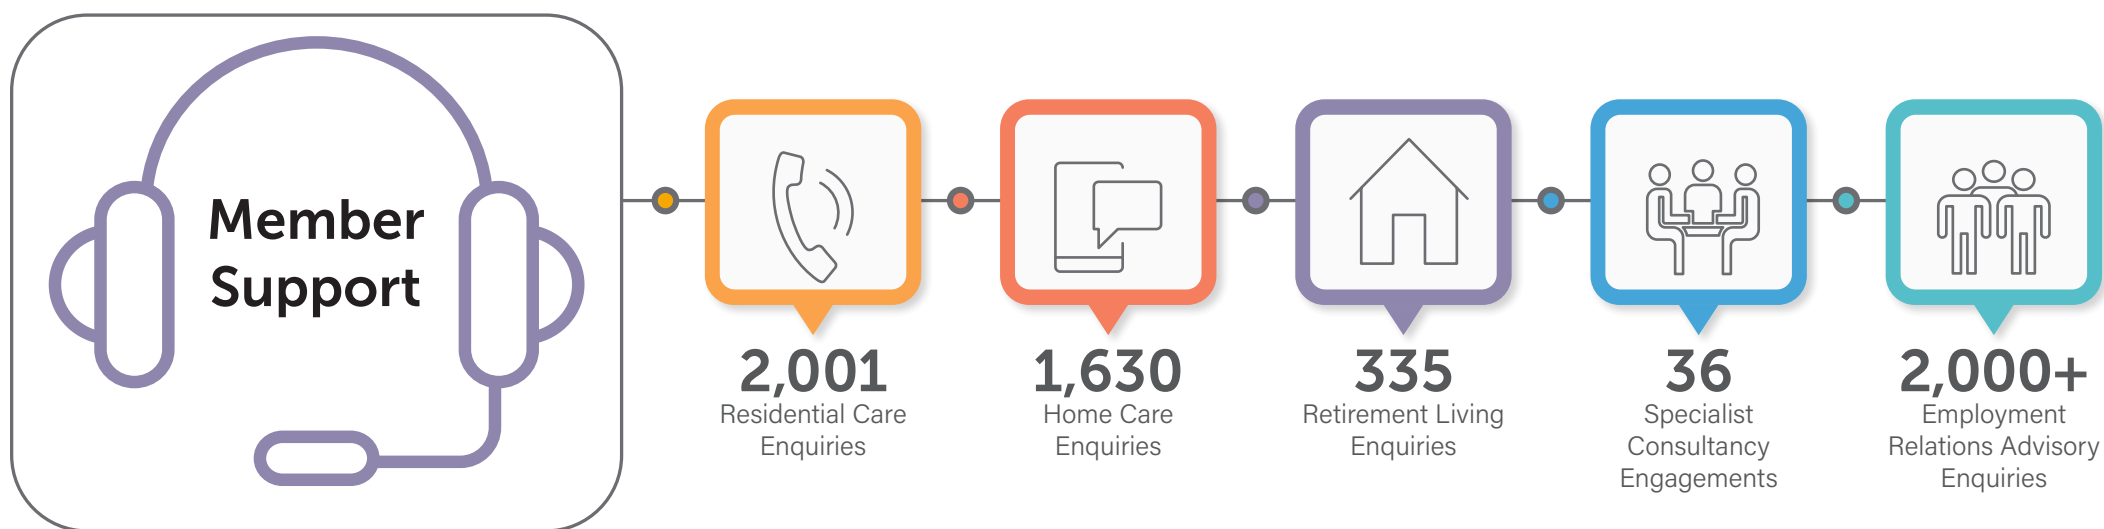 Member
Support
2,001
Residential Care
Enquiries
1,630
Home Care
Enquiries
335
Retirement Living
Enquiries
36
Specialist
Consultancy
Engagements
2,000+
Employment
Relations Advisory
Enquiries